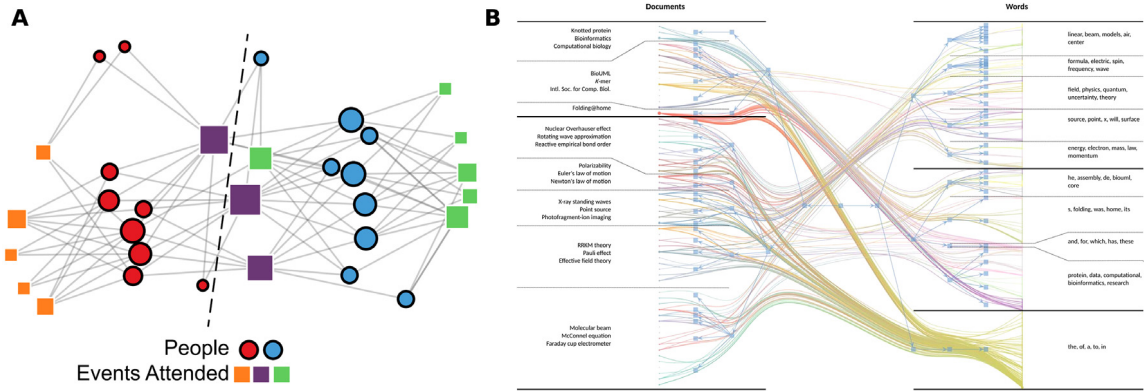 A
People
Events Attended
B
Documents
Knotted protein
Bioinformatics
Computational biology
BioUML
K-mer
Intl. Soc. for Comp. Biol.
Folding@home
Nuclear Overhauser effect
Rotating wave approximation
Reactive empirical bond order
Polarizability
Euler's law of motion
Newton's law of motion
X-ray standing waves
Point source
Photofragment-ion imaging
RRKM theory
Pauli effect
Effective field theory
Molecular beam
McConnel equation
Faraday cup electrometer
Words
linear, beam, models, air,
center
formula, electric, spin,
frequency, wave
field, physics, quantum,
uncertainty, theory
source, point, x, will, surface
energy, electron, mass, law,
momentum
he, assembly, de, biouml,
core
s, folding, was, home, its
and, for, which, has, these
protein, data, computational,
bioinformatics, research
the, of, a, to, in